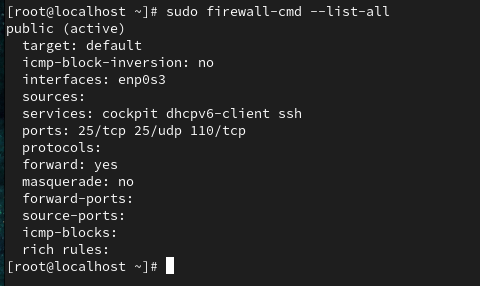 [root@localhost ~]# sudo firewall-cmd --list-all
public (active)
  target: default
  icmp-block-inversion: no
  interfaces: enp0s3
  sources:
  services: cockpit dhcpv6-client ssh
  ports: 25/tcp 25/udp 110/tcp
  protocols:
  forward: yes
  masquerade: no
  forward-ports:
  source-ports:
  icmp-blocks:
  rich rules:
[root@localhost ~]#